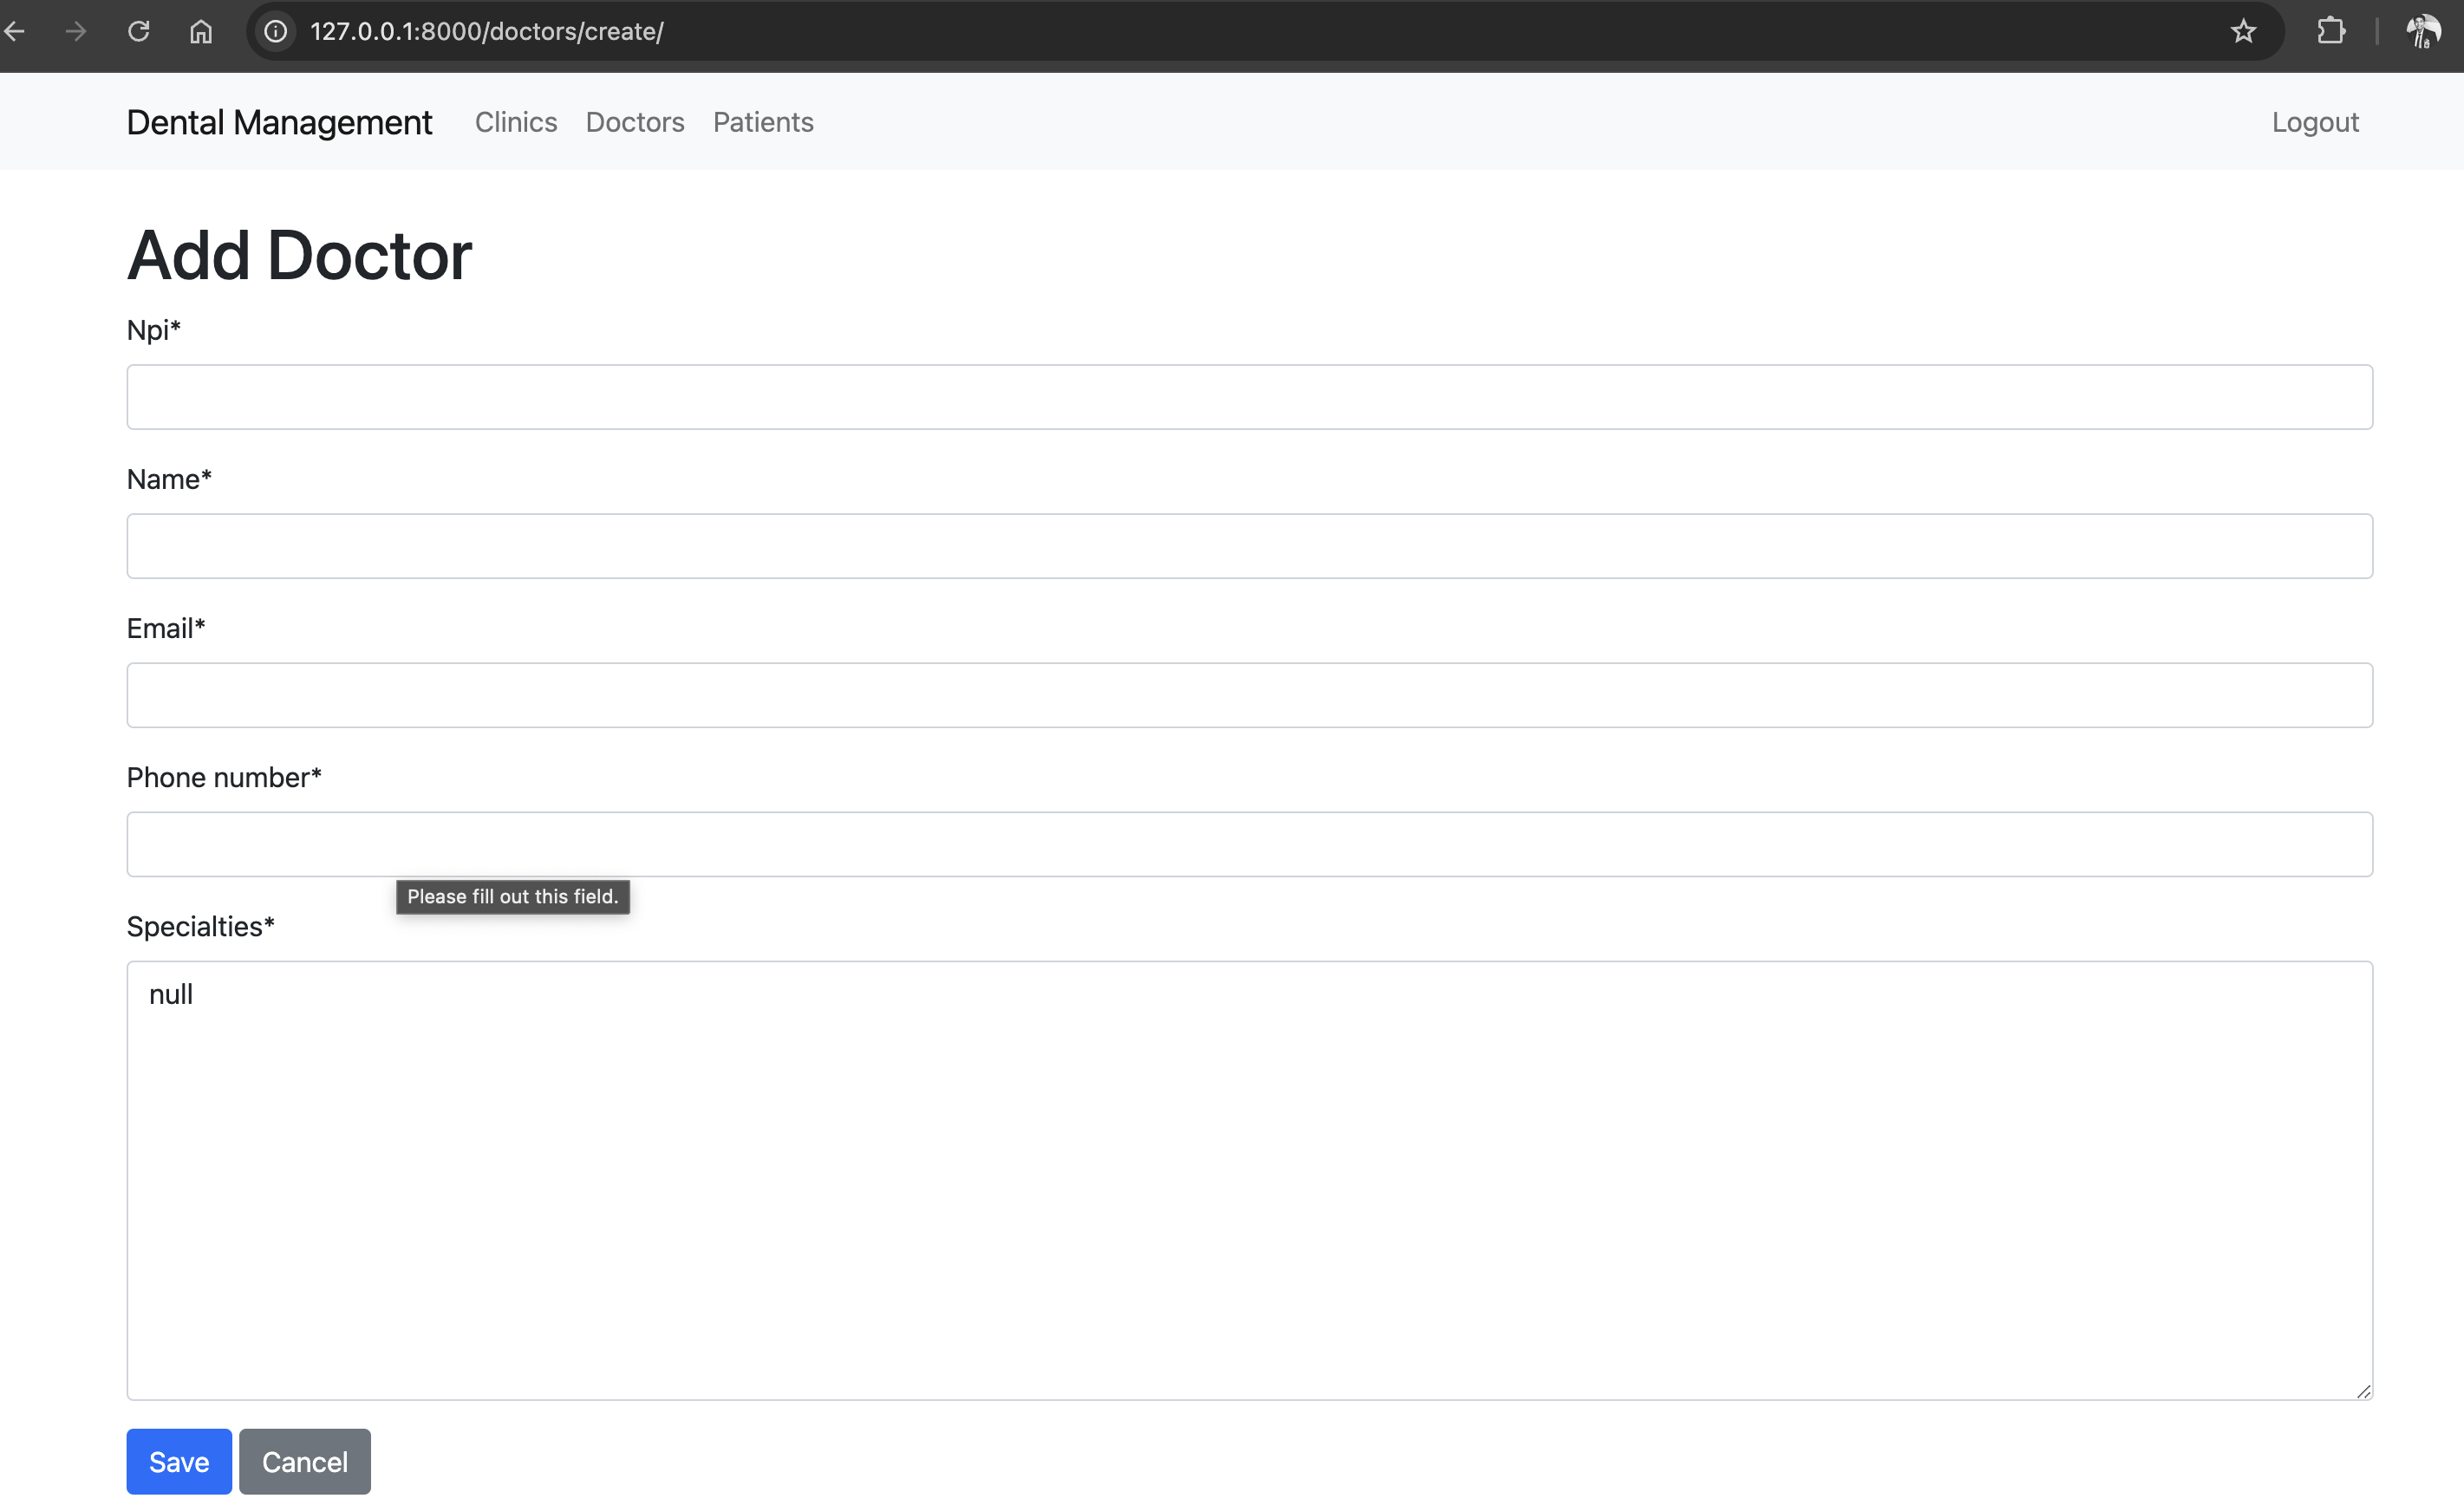 127.0.0.1:8000/doctors/create/
Dental Management Clinics Doctors Patients Logout
Add Doctor
Npi*
Name*
Email*
Phone number*
Please fill out this field.
Specialties*
null
Save Cancel